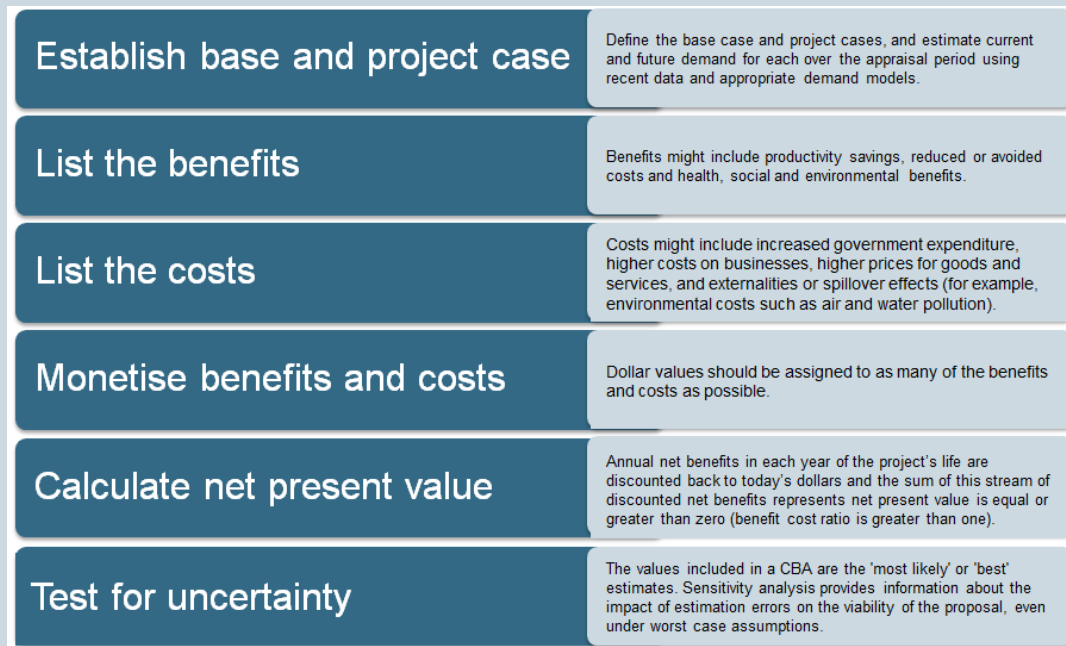 Establish base and project case
Define the base case and project cases, and estimate current
and future demand for each over the appraisal period using
recent data and appropriate demand models.
List the benefits
Benefits might include productivity savings, reduced or avoided
costs and health, social and environmental benefits.
List the costs
Costs might include increased government expenditure,
higher costs on businesses, higher prices for goods and
services, and externalities or spillover effects (for example,
environmental costs such as air and water pollution).
Monetise benefits and costs
Dollar values should be assigned to as many of the benefits
and costs as possible.
Calculate net present value
Annual net benefits in each year of the project's life are
discounted back to today's dollars and the sum of this stream of
discounted net benefits represents net present value is equal or
greater than zero (benefit cost ratio is greater than one).
Test for uncertainty
The values included in a CBA are the 'most likely' or 'best'
estimates. Sensitivity analysis provides information about the
impact of estimation errors on the viability of the proposal, even
under worst case assumptions.